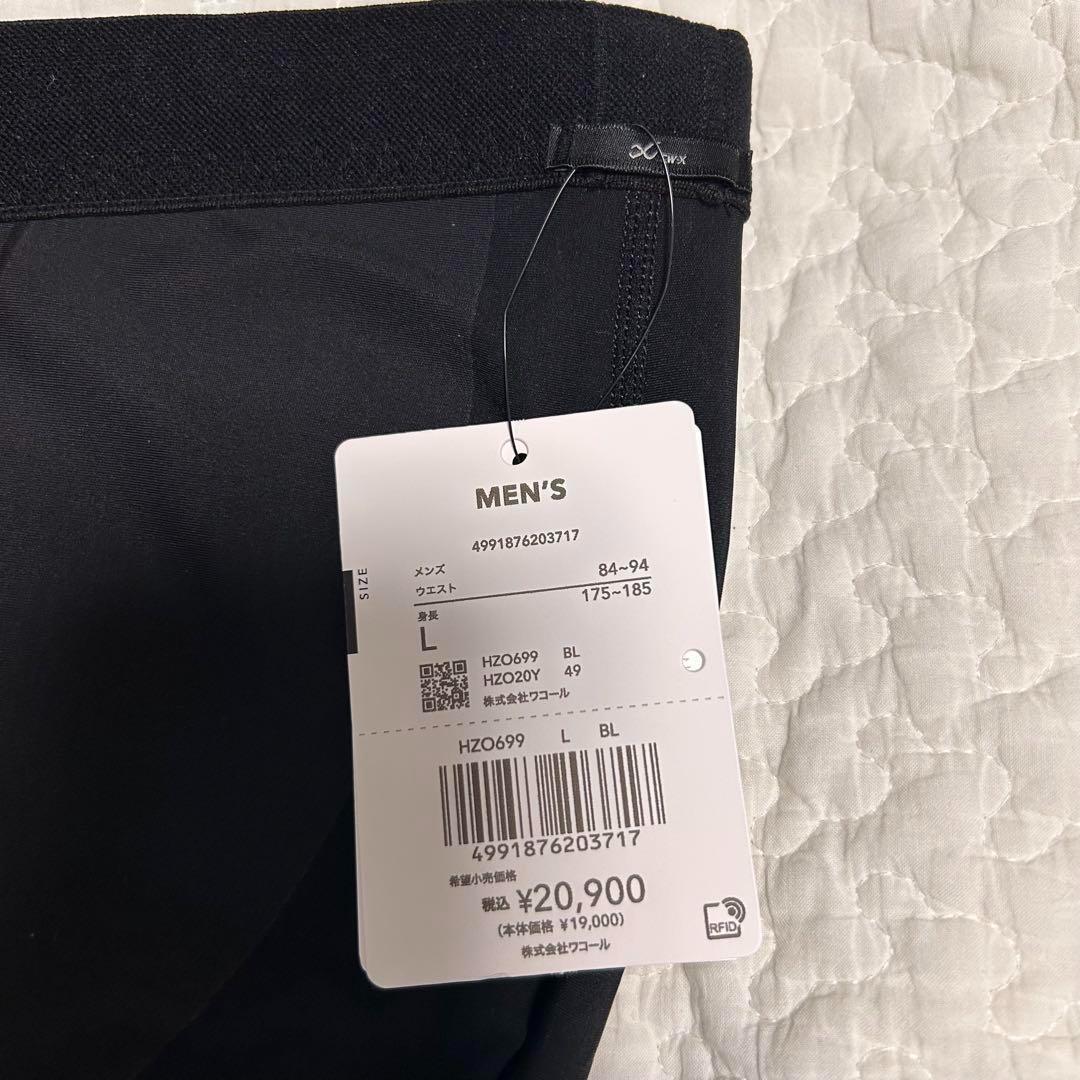 CW-X
MEN'S
4991876203717
SIZE
メンズ
ウエスト 84~94
身長 175~185
L
HZO699 BL
HZO20Y 49
株式会社ワコール
HZO699 L BL
4991876203717
希望小売価格
税込 ¥20,900
(本体価格 ¥19,000)
株式会社ワコール
RFID